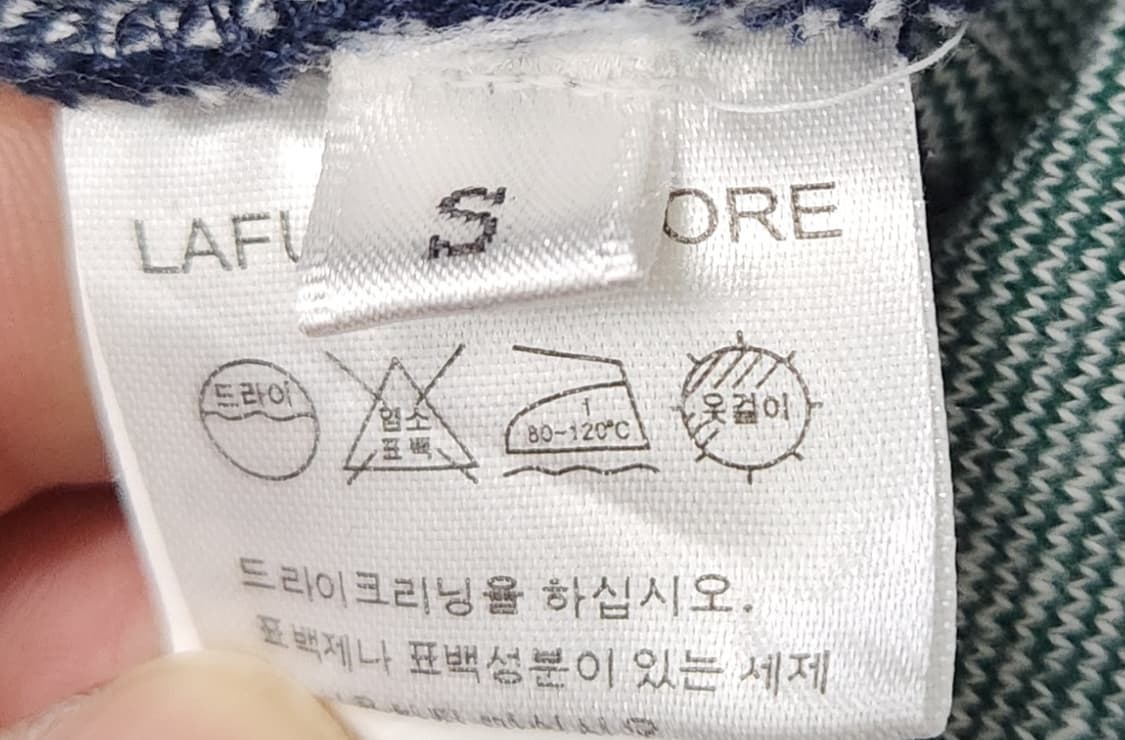 S
LAFU ORE
드라이
염소
표백
1
80-120℃
옷걸이
드라이크리닝을 하십시오.
표백제나 표백성분이 있는 세제